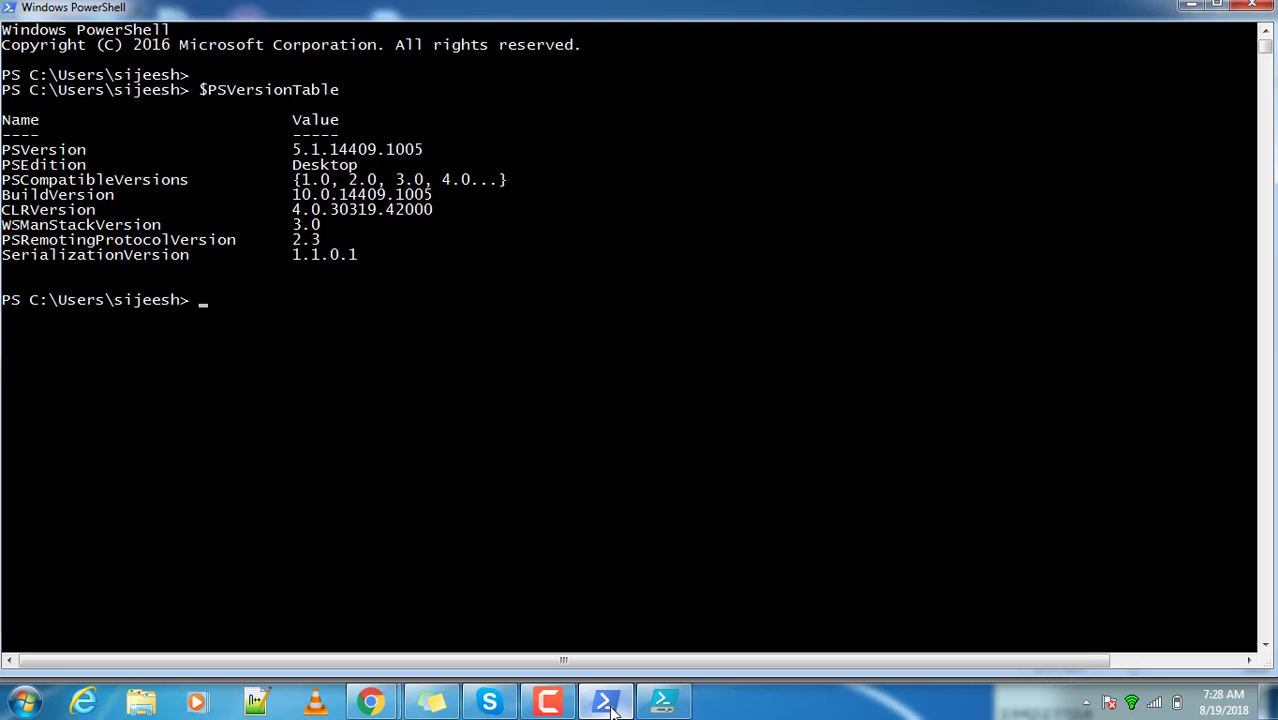 Windows PowerShell
Windows PowerShell
Copyright (C) 2016 Microsoft Corporation. All rights reserved.
PS C:\Users\sijeesh>
PS C:\Users\sijeesh> $PSVersionTable
Name Value
---- -----
PSVersion 5.1.14409.1005
PSEdition Desktop
PSCompatibleVersions {1.0, 2.0, 3.0, 4.0...}
BuildVersion 10.0.14409.1005
CLRVersion 4.0.30319.42000
WSManStackVersion 3.0
PSRemotingProtocolVersion 2.3
SerializationVersion 1.1.0.1
PS C:\Users\sijeesh> _
7:28 AM
8/19/2018